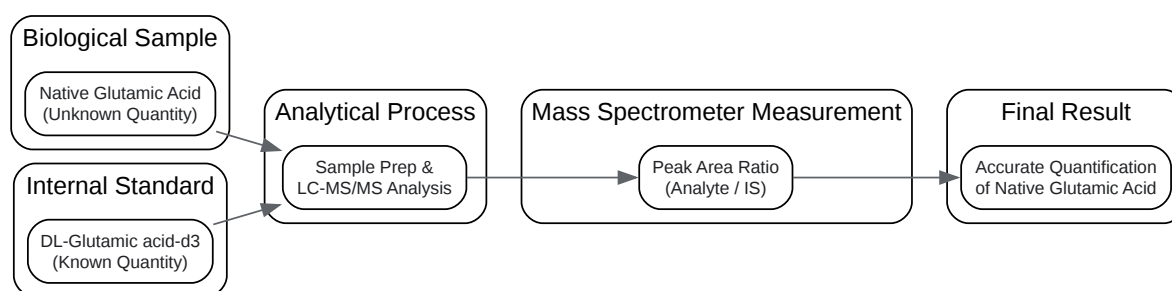 Biological Sample
Native Glutamic Acid
(Unknown Quantity)
Internal Standard
DL-Glutamic acid-d3
(Known Quantity)
Analytical Process
Sample Prep &
LC-MS/MS Analysis
Mass Spectrometer Measurement
Peak Area Ratio
(Analyte / IS)
Final Result
Accurate Quantification
of Native Glutamic Acid